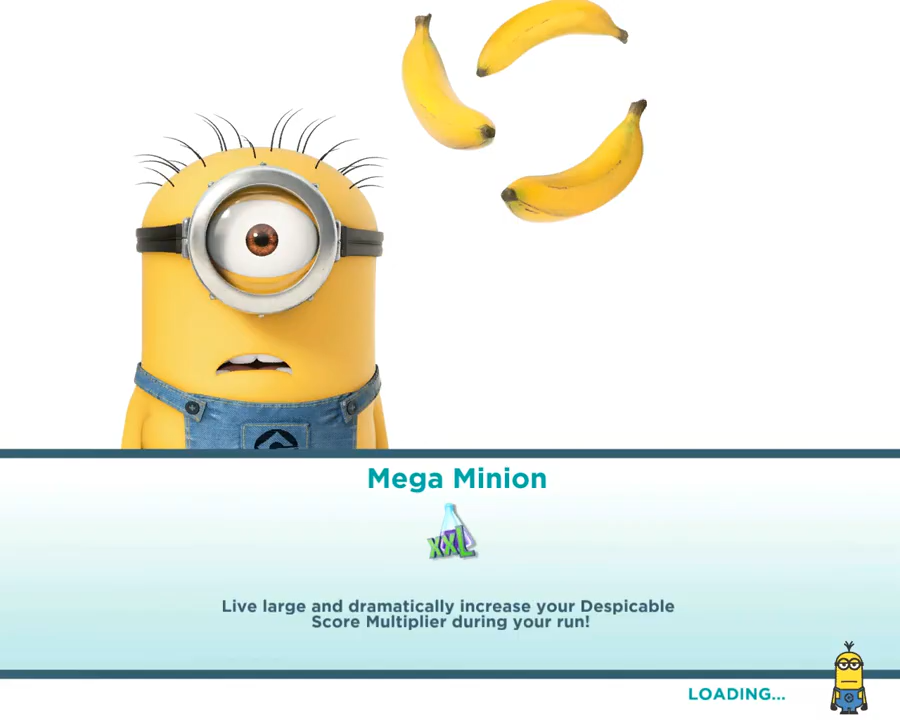 Mega Minion
XXL
Live large and dramatically increase your Despicable
Score Multiplier during your run!
LOADING...